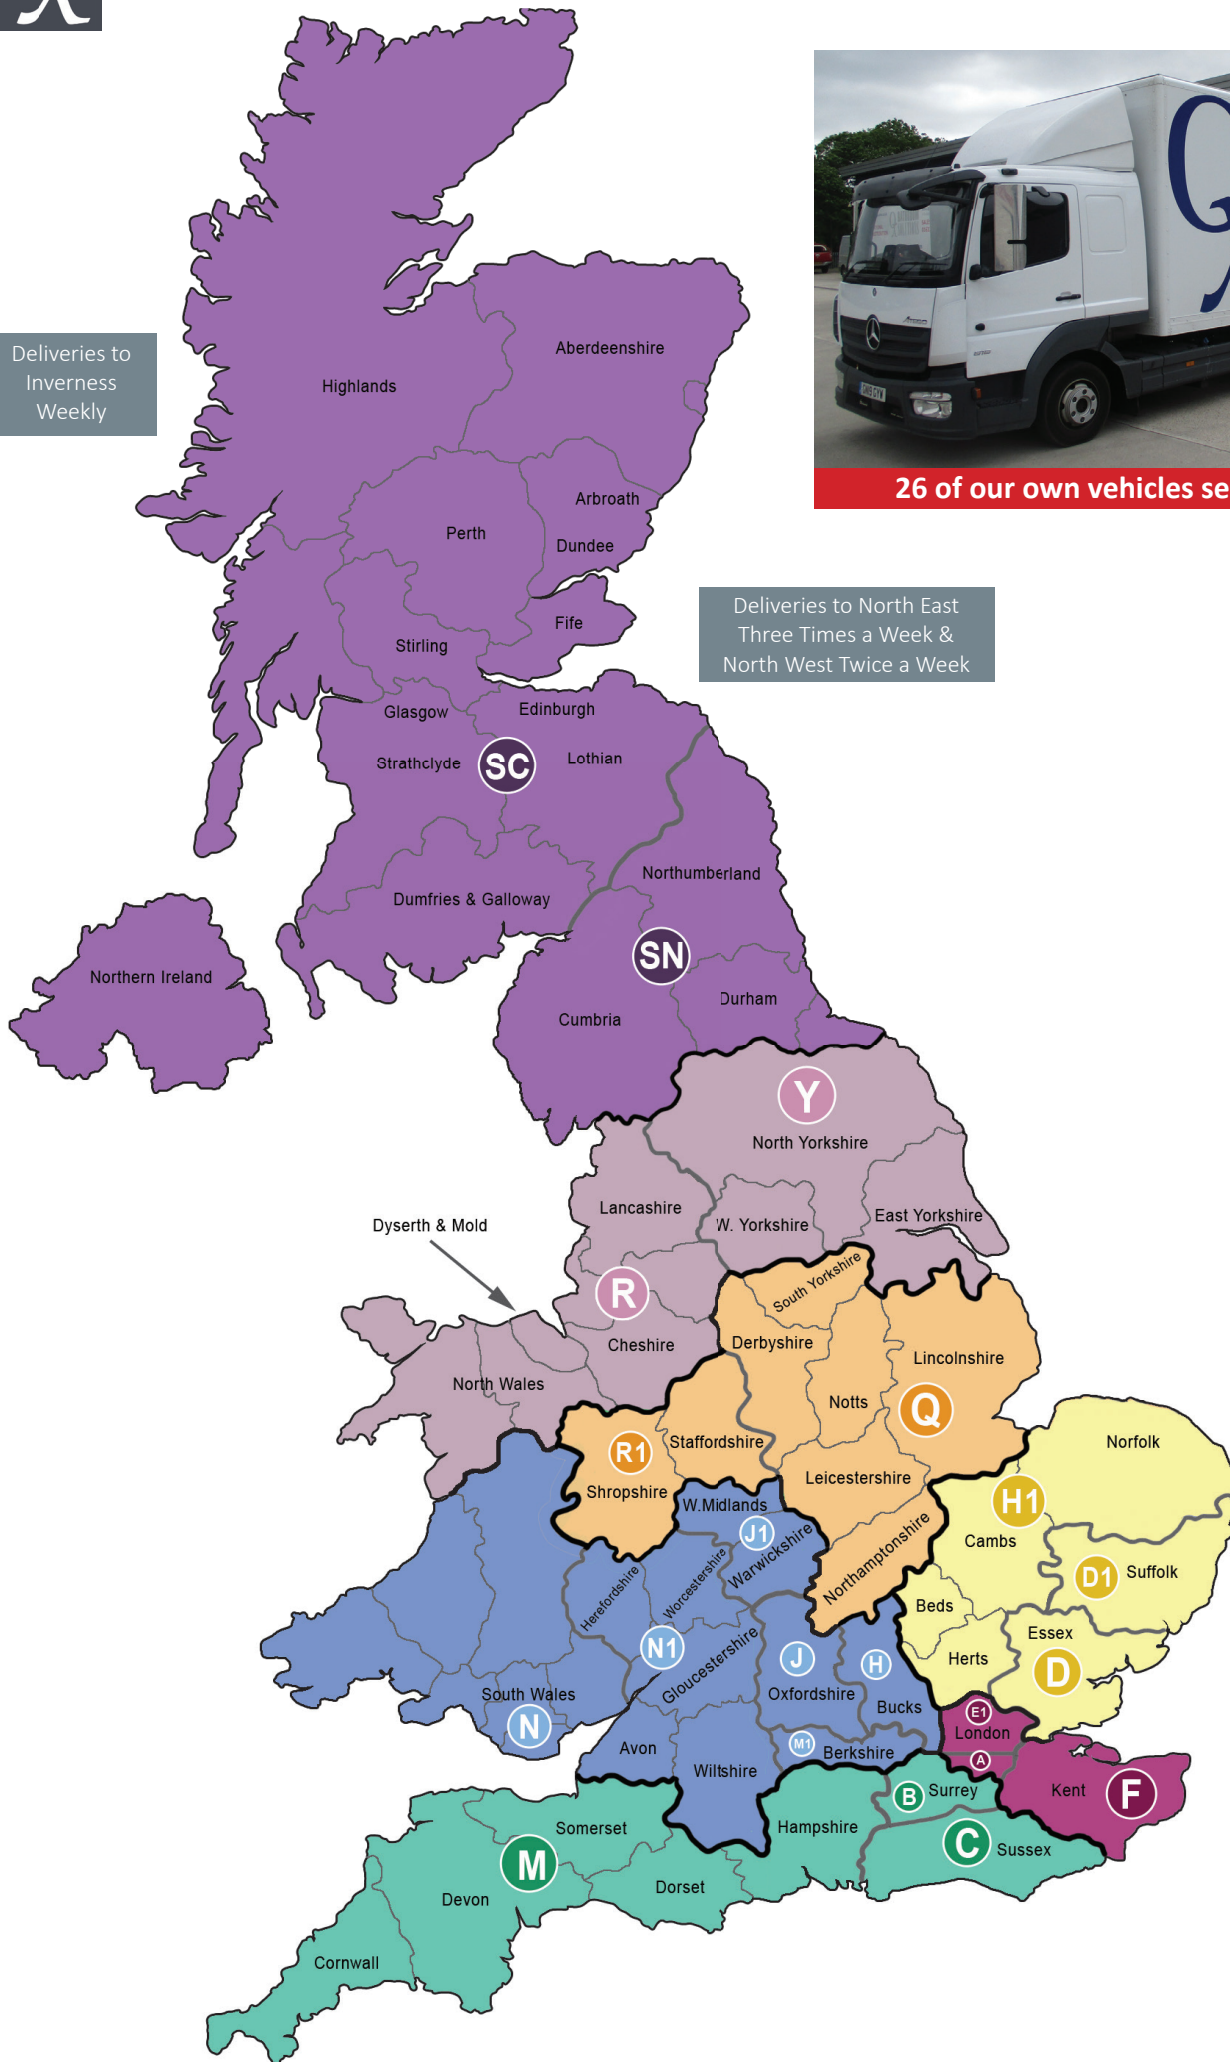 Deliveries to
Inverness
Weekly
26 of our own vehicles se
Deliveries to North East
Three Times a Week &
North West Twice a Week
Highlands
Aberdeenshire
Arbroath
Perth
Dundee
Fife
Stirling
Glasgow
Edinburgh
Strathclyde
SC
Lothian
Northumberland
Dumfries & Galloway
SN
Northern Ireland
Durham
Cumbria
Y
North Yorkshire
Lancashire
W. Yorkshire
East Yorkshire
Dyserth & Mold
South Yorkshire
R
Cheshire
Derbyshire
Lincolnshire
North Wales
Notts
Q
R1
Staffordshire
Norfolk
Shropshire
Leicestershire
W.Midlands
H1
J1
Cambs
Warwickshire
Northamptonshire
Herefordshire
Worcestershire
D1
Suffolk
Beds
Essex
N1
Gloucestershire
J
H
Herts
D
South Wales
Oxfordshire
Bucks
N
E1
London
Avon
M1
Berkshire
A
Wiltshire
B
Surrey
Kent
F
Somerset
Hampshire
C
Sussex
M
Devon
Dorset
Cornwall